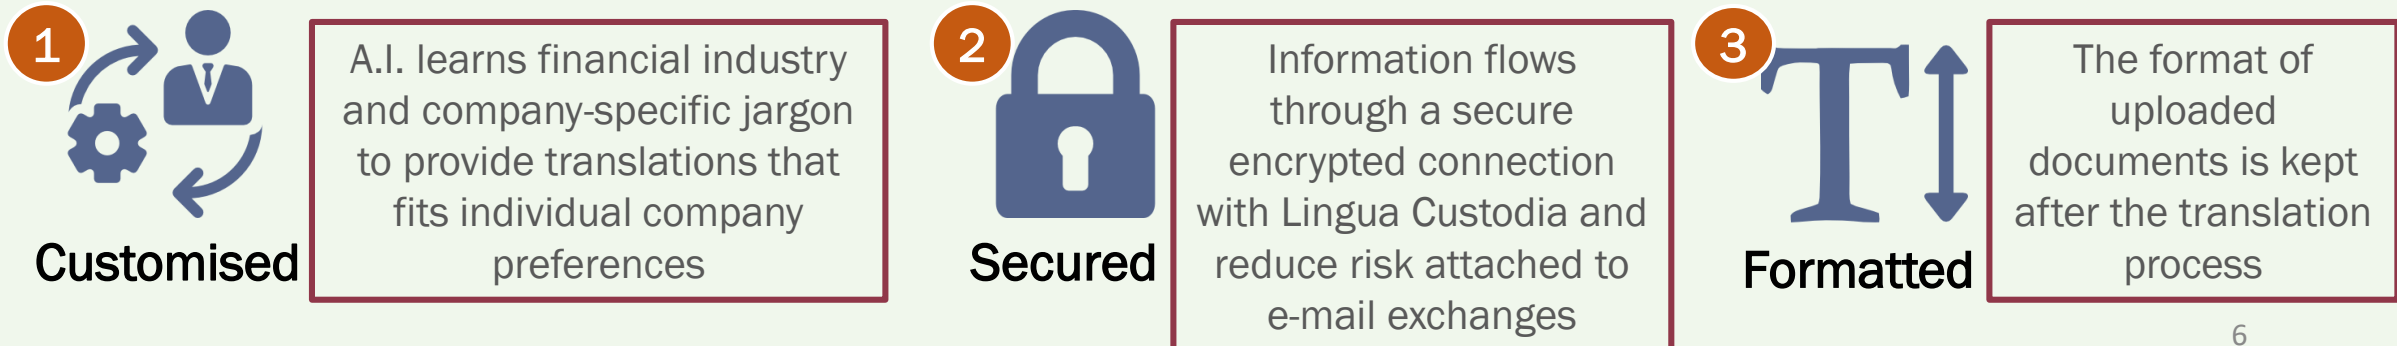 1
A.I. learns financial industry
and company-specific jargon
to provide translations that
fits individual company
preferences
Customised
2
Information flows
through a secure
encrypted connection
with Lingua Custodia and
reduce risk attached to
e-mail exchanges
Secured
3
T
The format of
uploaded
documents is kept
after the translation
process
Formatted
6